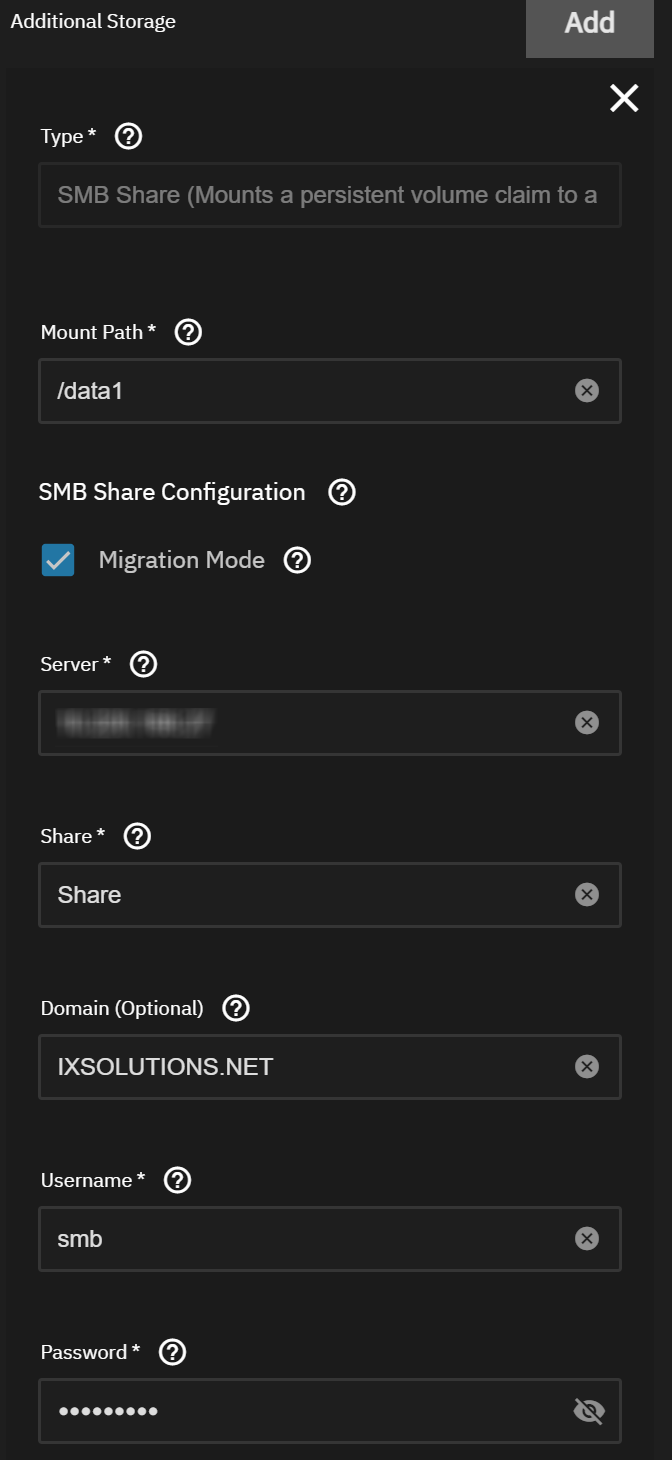 Additional Storage
Add
Type *
SMB Share (Mounts a persistent volume claim to a
Mount Path *
/data1
SMB Share Configuration
Migration Mode
Server *
Share *
Share
Domain (Optional)
IXSOLUTIONS.NET
Username *
smb
Password *
•••••••••